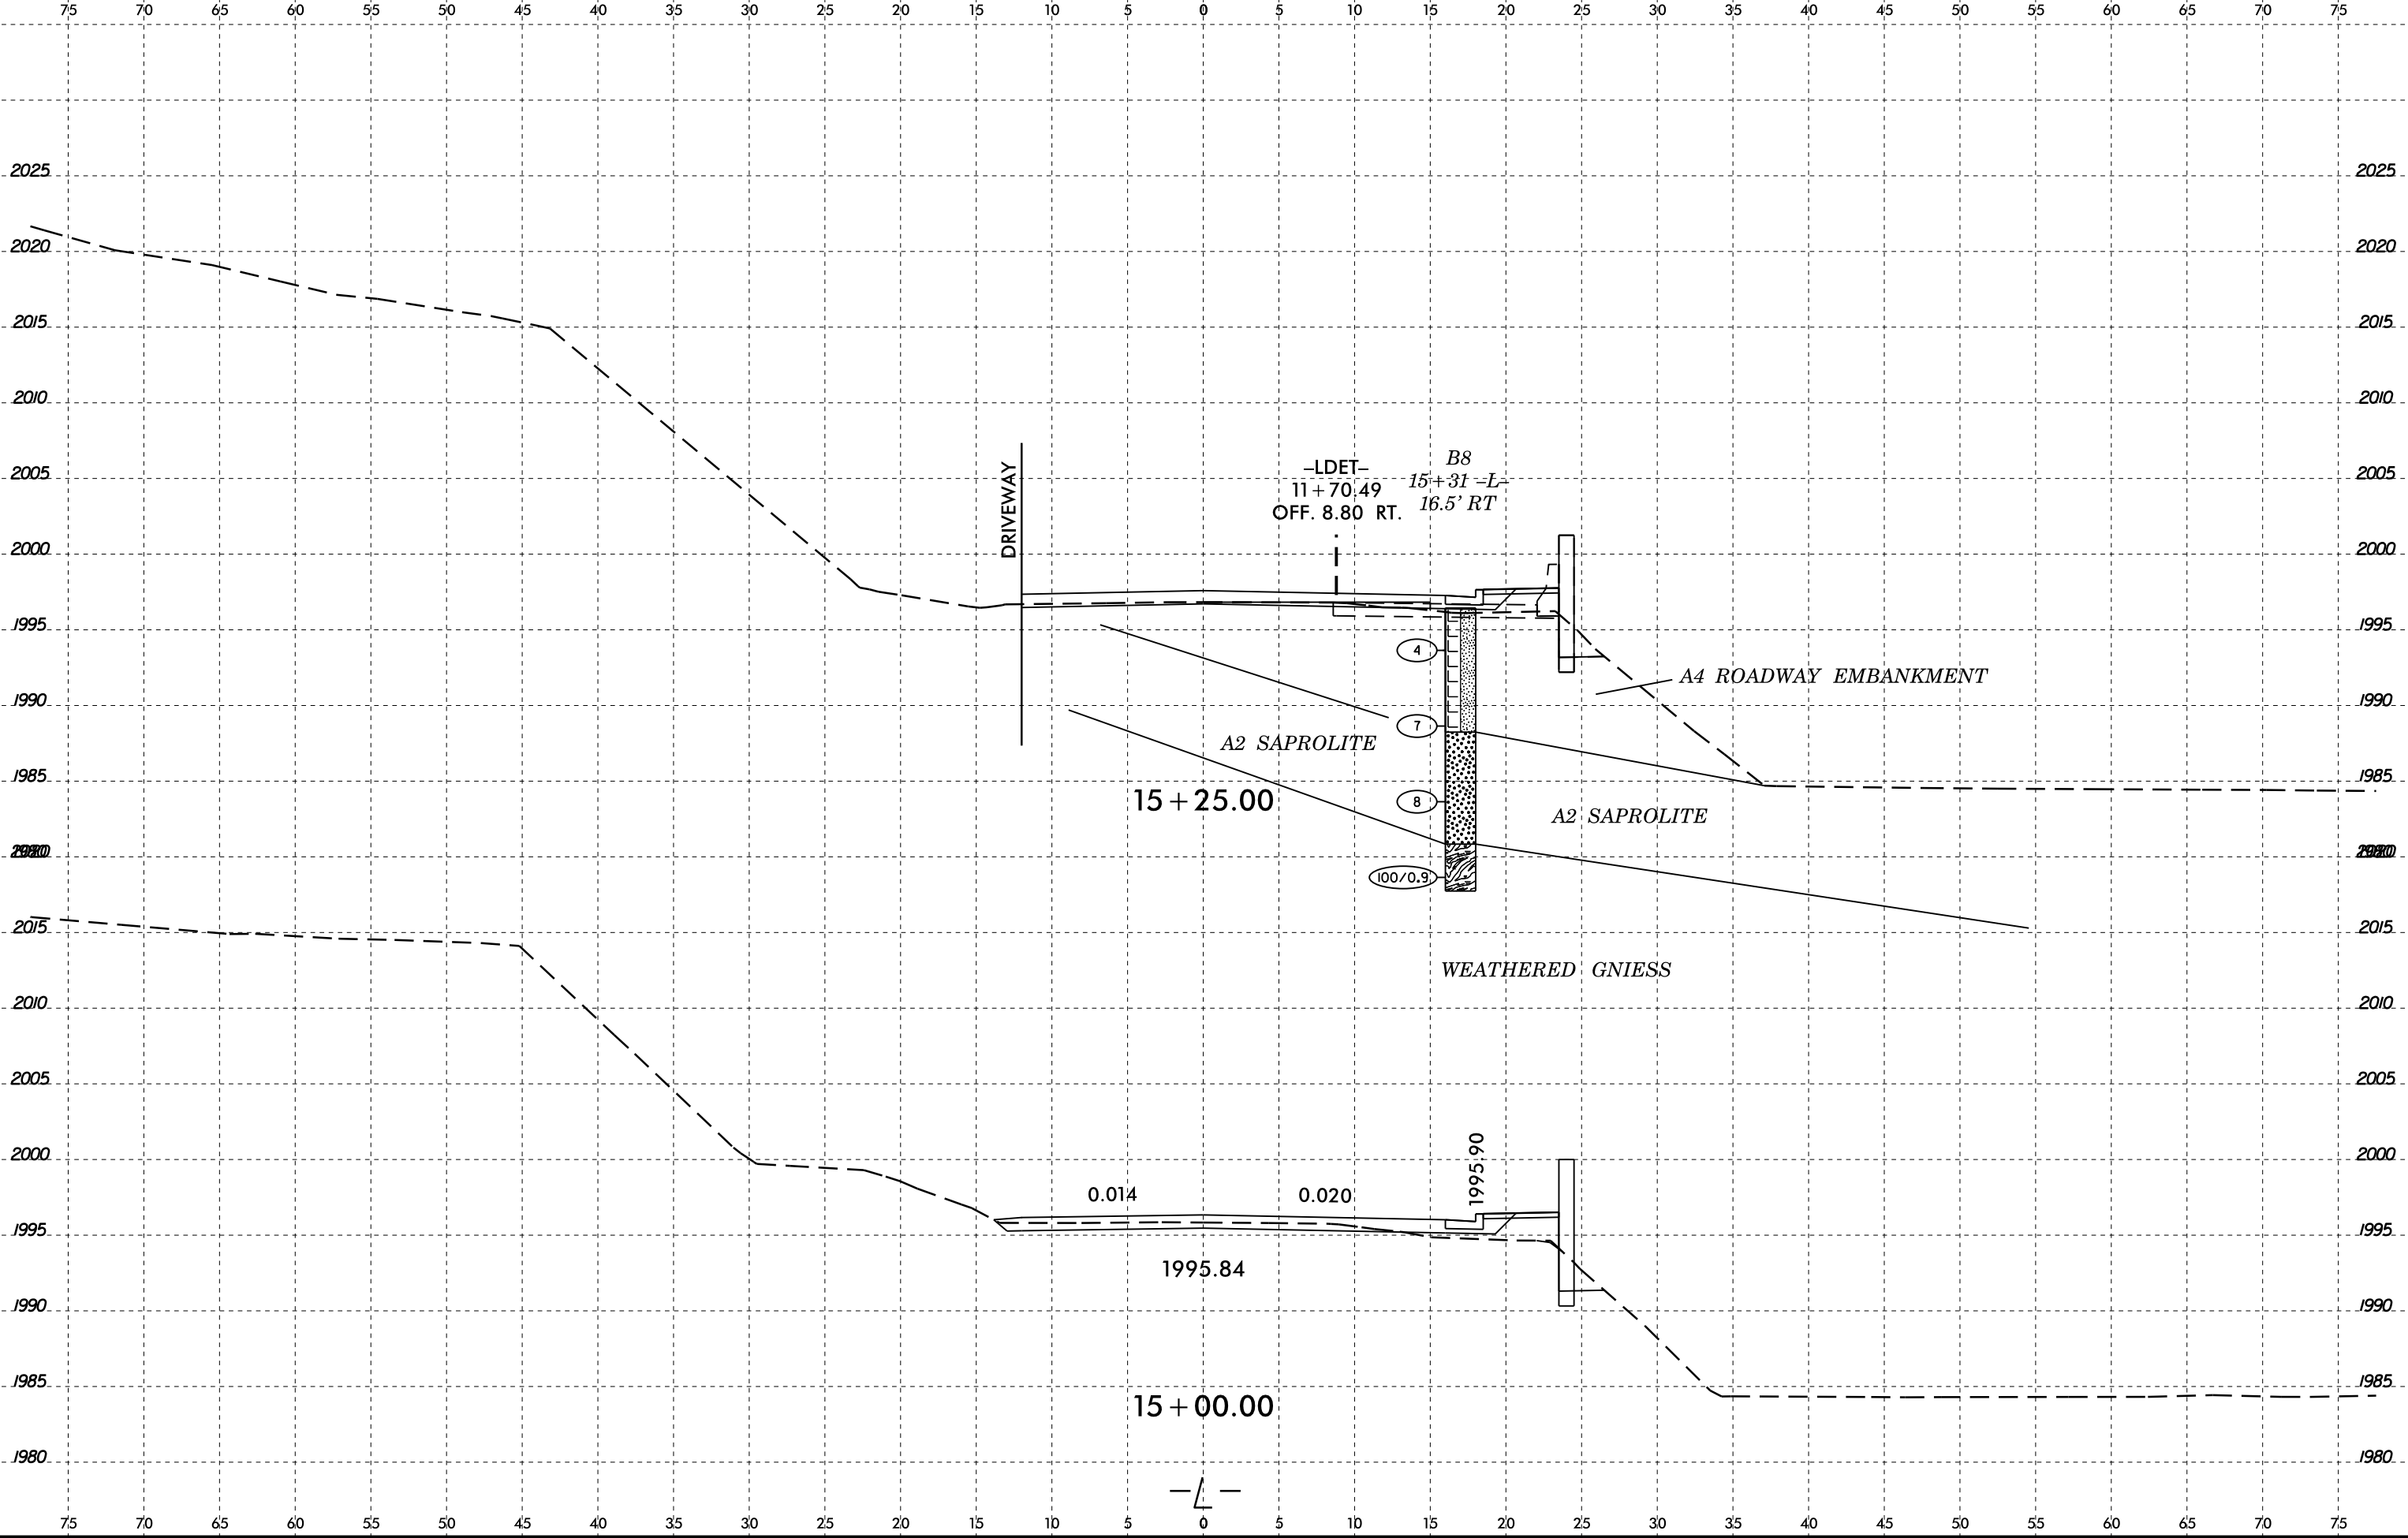 75 70 65 60 55 50 45 40 35 30 25 20 15 10 5 0 5 10 15 20 25 30 35 40 45 50 55 60 65 70 75
2025 2025
2020 2020
2015 2015
2010 2010
2005 2005
DRIVEWAY
-LDET-
11+70.49
OFF. 8.80 RT.
B8
15+31 -L-
16.5' RT
2000 2000
1995 1995
4
A4 ROADWAY EMBANKMENT
1990 1990
7
A2 SAPROLITE
1985 1985
15+25.00
8
A2 SAPROLITE
100/0.9
2015 2015
WEATHERED GNIESS
2010 2010
2005 2005
2000 2000
1995.90
0.014 0.020
1995 1995
1995.84
1990 1990
1985 1985
15+00.00
1980 1980
-L-
75 70 65 60 55 50 45 40 35 30 25 20 15 10 5 0 5 10 15 20 25 30 35 40 45 50 55 60 65 70 75